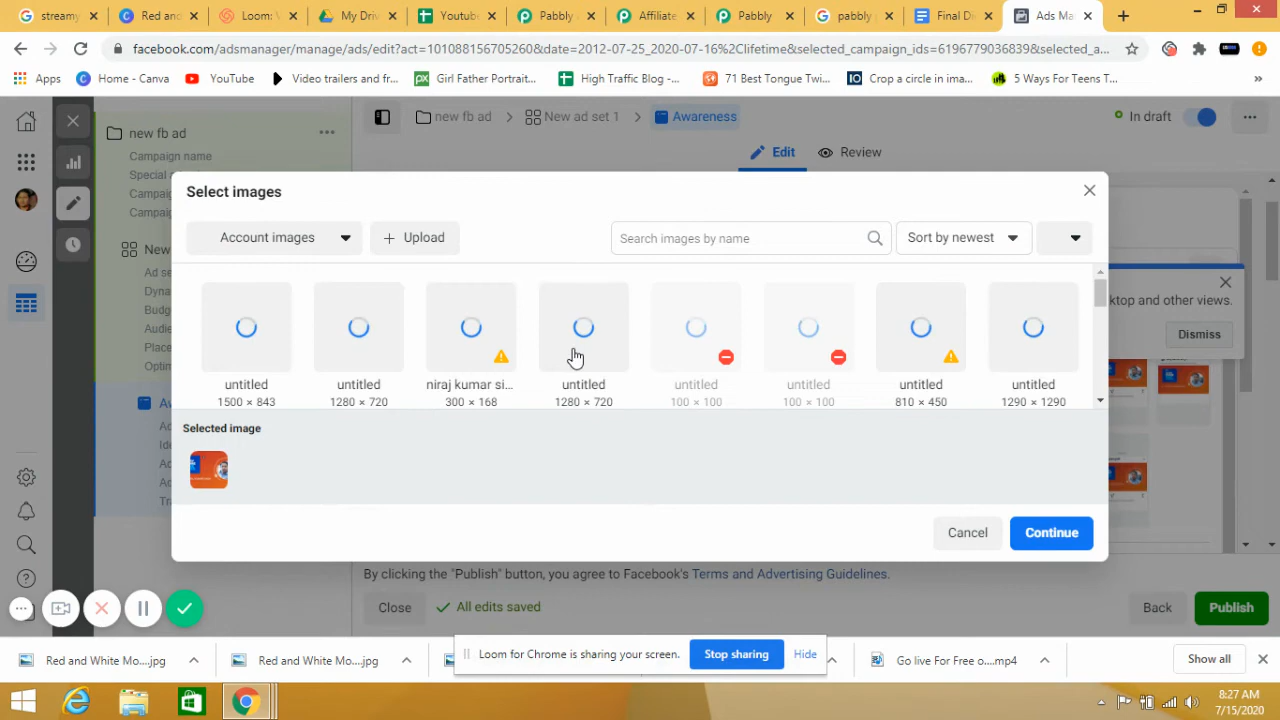 streamy
Red and
Loom: V
My Driv
Youtube
Pabbly
Affiliate
Pabbly
pabbly
Final Di
Ads Ma
facebook.com/adsmanager/manage/ads/edit?act=101088156705260&date=2012-07-25_2020-07-16%2Clifetime&selected_campaign_ids=6196779036839&selected_a...
Apps
Home - Canva
YouTube
Video trailers and fr...
Girl Father Portrait...
High Traffic Blog -...
71 Best Tongue Twi...
Crop a circle in ima...
5 Ways For Teens T...
new fb ad
New ad set 1
Awareness
In draft
new fb ad
Edit
Review
Campaign name
Special
Campai
Campai
New
Ad se
Dyna
Budg
Audie
Place
Optim
Select images
Account images
Upload
Search images by name
Sort by newest
untitled
1500 × 843
untitled
1280 × 720
niraj kumar si...
300 × 168
untitled
1280 × 720
untitled
100 × 100
untitled
100 × 100
untitled
810 × 450
untitled
1290 × 1290
ktop and other views.
Dismiss
Selected image
Cancel
Continue
By clicking the "Publish" button, you agree to Facebook's Terms and Advertising Guidelines.
Close
All edits saved
Back
Publish
Red and White Mo....jpg
Red and White Mo....jpg
Loom for Chrome is sharing your screen.
Stop sharing
Hide
Go live For Free o....mp4
Show all
8:27 AM
7/15/2020